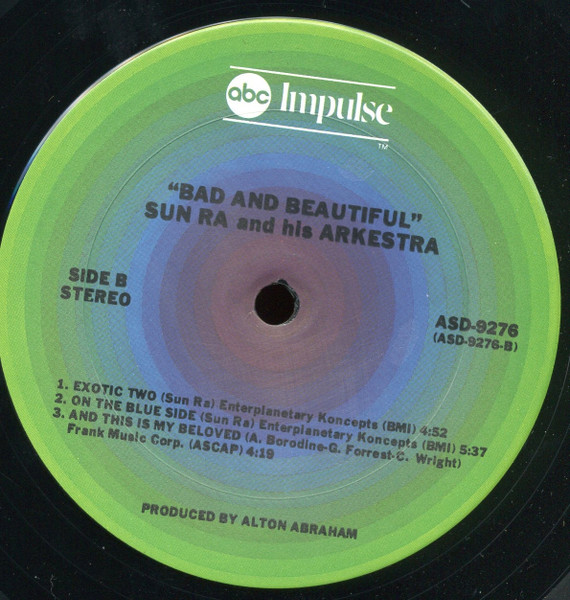 abc Impulse
TM
"BAD AND BEAUTIFUL"
SUN RA and his ARKESTRA
SIDE B
STEREO
ASD-9276
(ASD-9276-B)
1. EXOTIC TWO (Sun Ra) Enterplanetary Koncepts (BMI) 4:52
2. ON THE BLUE SIDE (Sun Ra) Enterplanetary Koncepts (BMI) 5:37
3. AND THIS IS MY BELOVED (A. Borodine-G. Forrest-C. Wright)
Frank Music Corp. (ASCAP) 4:19
PRODUCED BY ALTON ABRAHAM